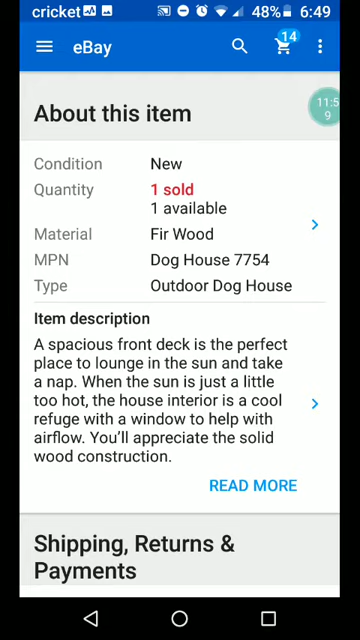 cricket 48% 6:49
eBay 14
11:5
9
About this item
Condition New
Quantity 1 sold
1 available
Material Fir Wood
MPN Dog House 7754
Type Outdoor Dog House
Item description
A spacious front deck is the perfect
place to lounge in the sun and take
a nap. When the sun is just a little
too hot, the house interior is a cool
refuge with a window to help with
airflow. You’ll appreciate the solid
wood construction.
READ MORE
Shipping, Returns &
Payments